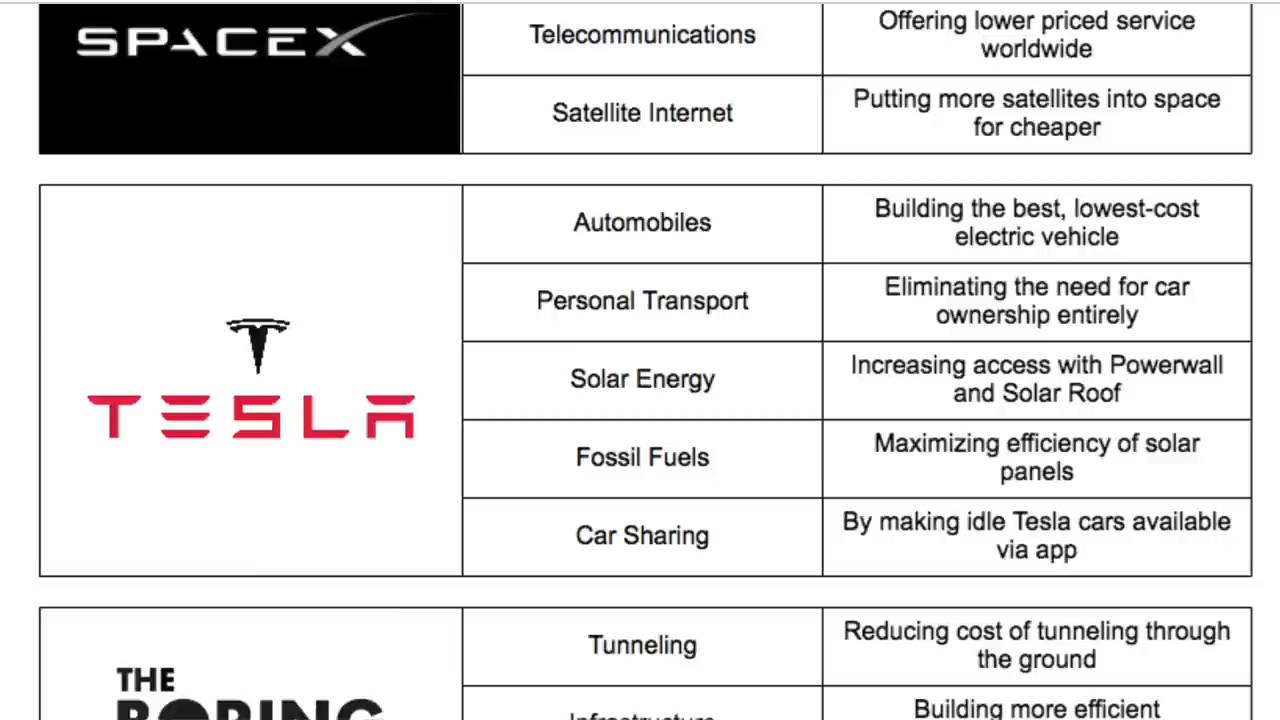 SPACEX
Telecommunications
Offering lower priced service
worldwide
Satellite Internet
Putting more satellites into space
for cheaper
TESLA
Automobiles
Building the best, lowest-cost
electric vehicle
Personal Transport
Eliminating the need for car
ownership entirely
Solar Energy
Increasing access with Powerwall
and Solar Roof
Fossil Fuels
Maximizing efficiency of solar
panels
Car Sharing
By making idle Tesla cars available
via app
THE
BORING
Tunneling
Reducing cost of tunneling through
the ground
Infrastructure
Building more efficient